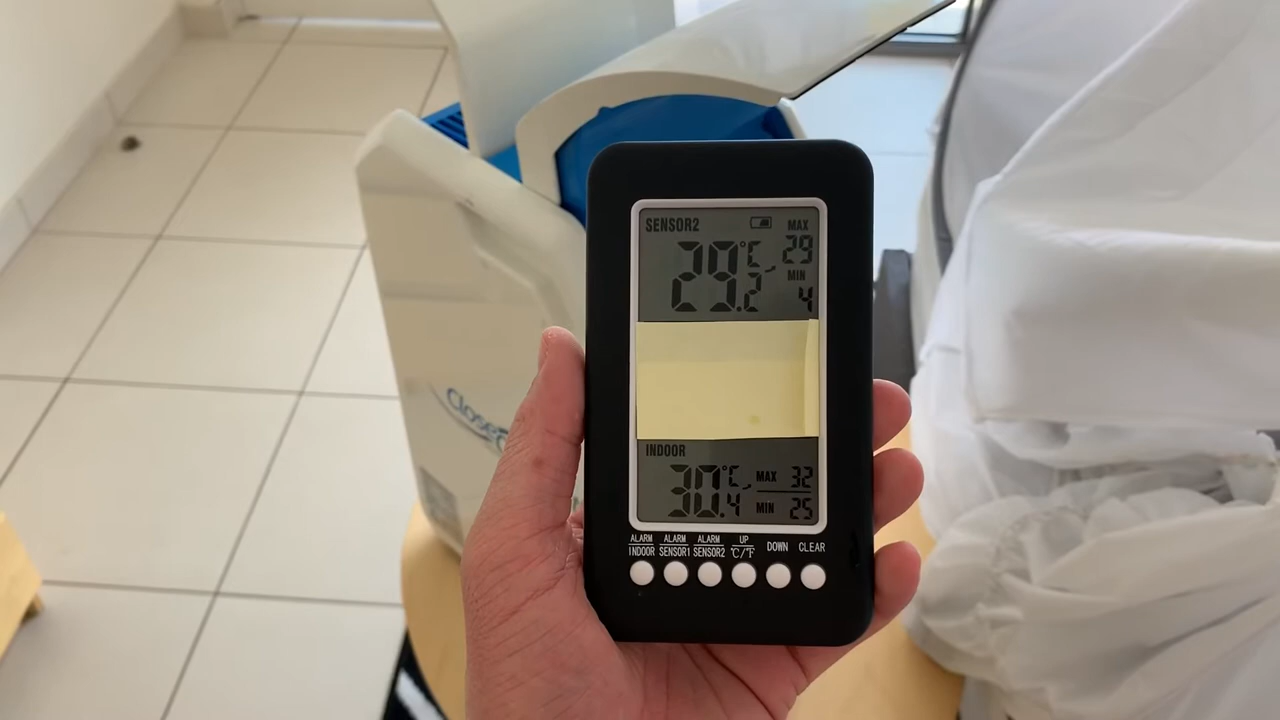 SENSOR2 MAX
29.2°C 29
MIN
4
INDOOR
30.4°C MAX 32
MIN 25
ALARM ALARM ALARM UP
INDOOR SENSOR1 SENSOR2 °C/°F DOWN CLEAR